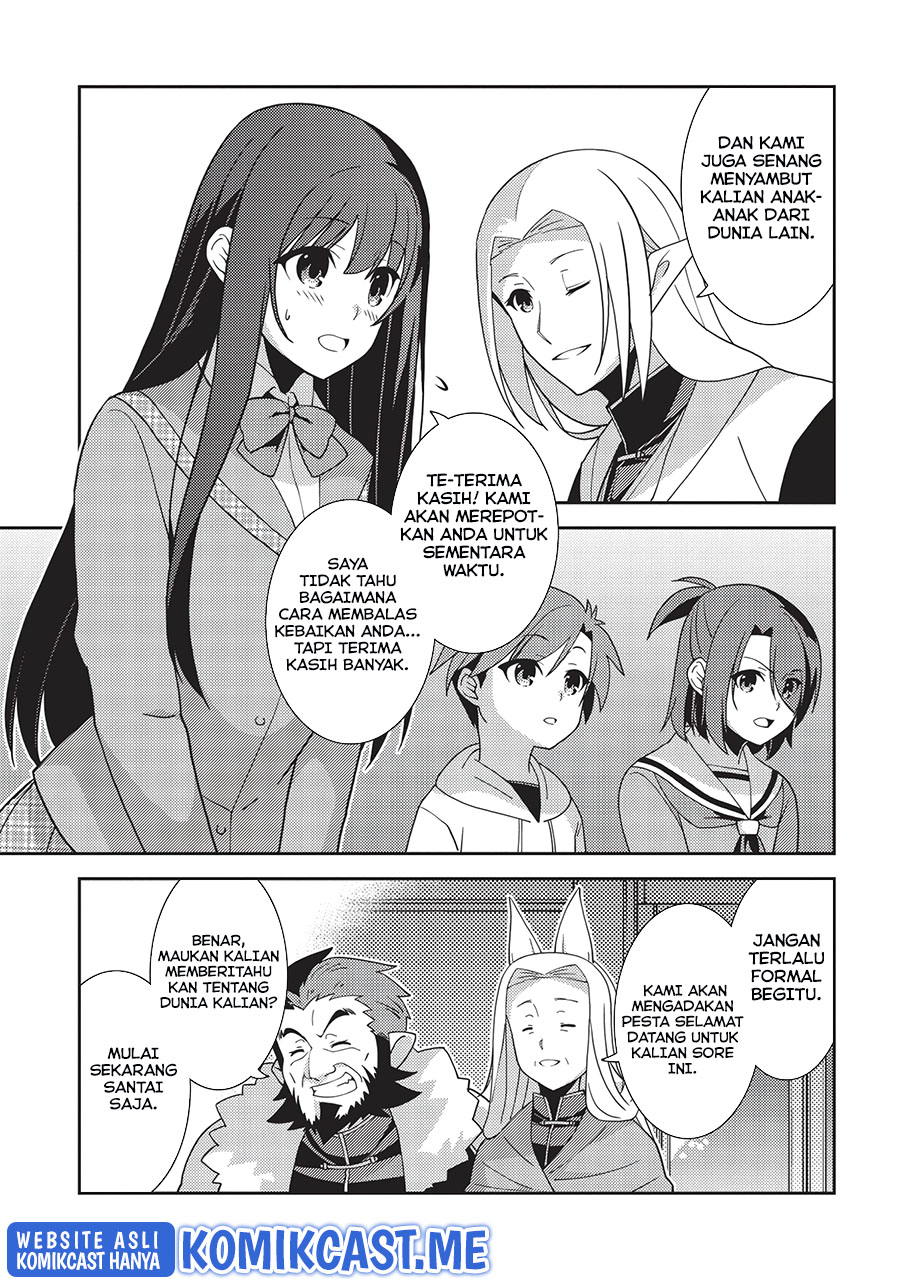 DAN KAMI
JUGA SENANG
MENYAMBUT
KALIAN ANAK-
ANAK DARI
DUNIA LAIN.
TE-TERIMA
KASIH! KAMI
AKAN MEREPOT-
KAN ANDA UNTUK
SEMENTARA
WAKTU.
SAYA
TIDAK TAHU
BAGAIMANA
CARA MEMBALAS
KEBAIKAN ANDA...
TAPI TERIMA
KASIH BANYAK.
JANGAN
TERLALU
FORMAL
BEGITU.
KAMI AKAN
MENGADAKAN
PESTA SELAMAT
DATANG UNTUK
KALIAN SORE
INI.
BENAR,
MAUKAN KALIAN
MEMBERITAHU
KAN TENTANG
DUNIA KALIAN?
MULAI
SEKARANG
SANTAI
SAJA.
WEBSITE ASLI
KOMIKCAST HANYA
KOMIKCAST.ME